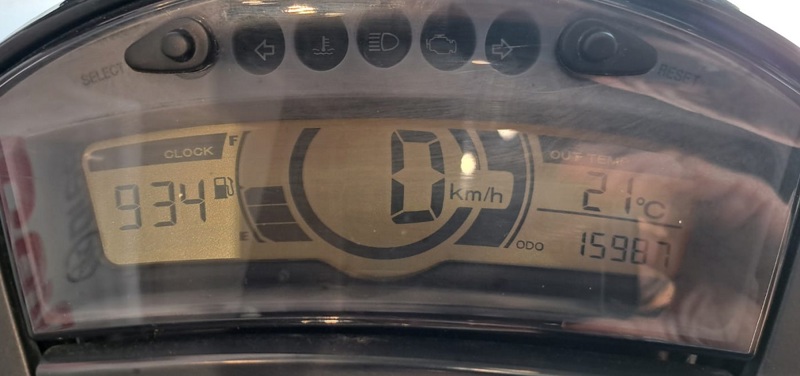 SELECT
RESET
CLOCK
F
OUT TEMP
934
0
km/h
21°C
E
ODO
15987